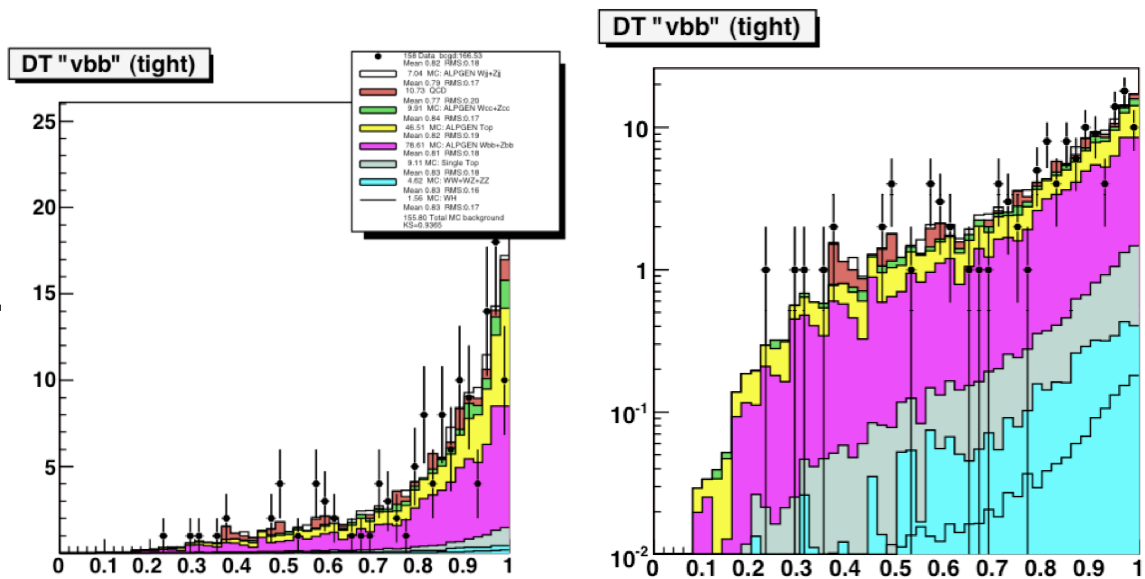 DT "vbb" (tight)
158 Data bcgd:166.53
Mean 0.82 RMS:0.18
7.04 MC: ALPGEN Wjj+Zjj
Mean 0.79 RMS:0.17
10.73 QCD
Mean 0.77 RMS:0.20
9.91 MC: ALPGEN Wcc+Zcc
Mean 0.84 RMS:0.17
46.51 MC: ALPGEN Top
Mean 0.82 RMS:0.19
78.61 MC: ALPGEN Wbb+Zbb
Mean 0.81 RMS:0.18
9.11 MC: Single Top
Mean 0.83 RMS:0.18
4.62 MC: WW+WZ+ZZ
Mean 0.83 RMS:0.16
1.56 MC: WH
Mean 0.83 RMS:0.17
155.80 Total MC background
KS=0.9365
25
20
15
10
5
0 0.1 0.2 0.3 0.4 0.5 0.6 0.7 0.8 0.9 1
DT "vbb" (tight)
10
1
10⁻¹
10⁻²
0 0.1 0.2 0.3 0.4 0.5 0.6 0.7 0.8 0.9 1